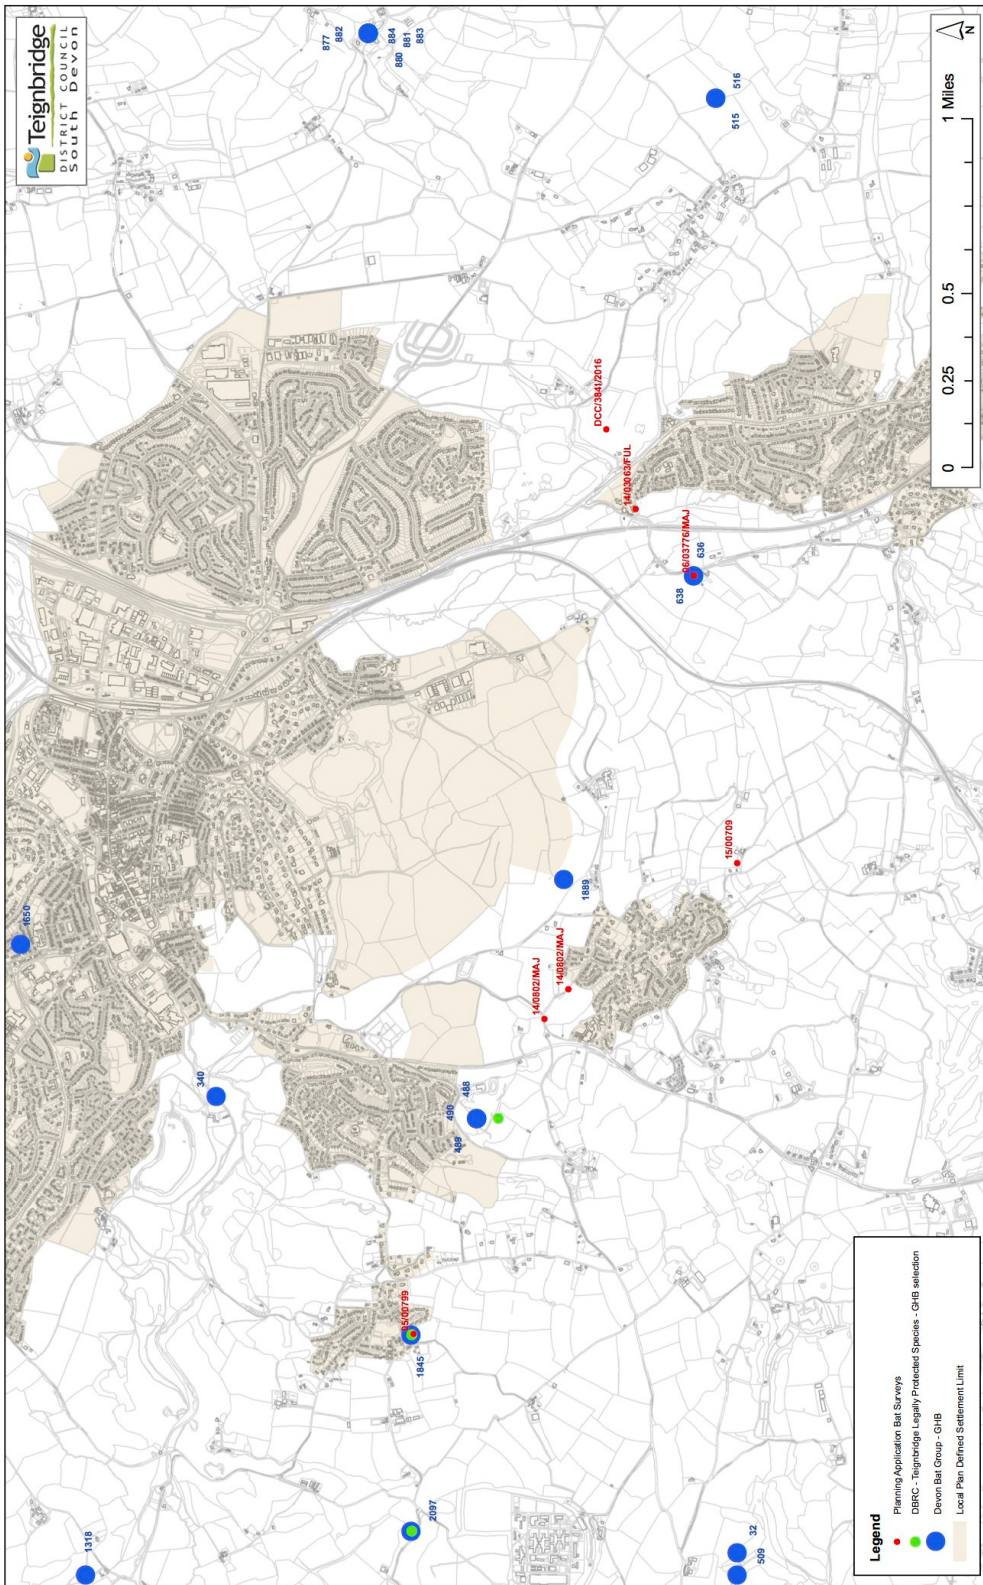 Teignbridge
DISTRICT COUNCIL
South Devon
877
882
884
881
883
880
516
515
1 Miles
0.5
0.25
0
N
DCC/3841/2016
14/03063/FUL
06/03776/MAJ
636
638
1650
340
1889
15/00709
14/0802/MAJ
14/0802/MAJ
488
490
489
05/00799
1845
2097
1318
32
509
Legend
Planning Application Bat Surveys
DBRC - Teignbridge Legally Protected Species - GHB selection
Devon Bat Group - GHB
Local Plan Defined Settlement Limit